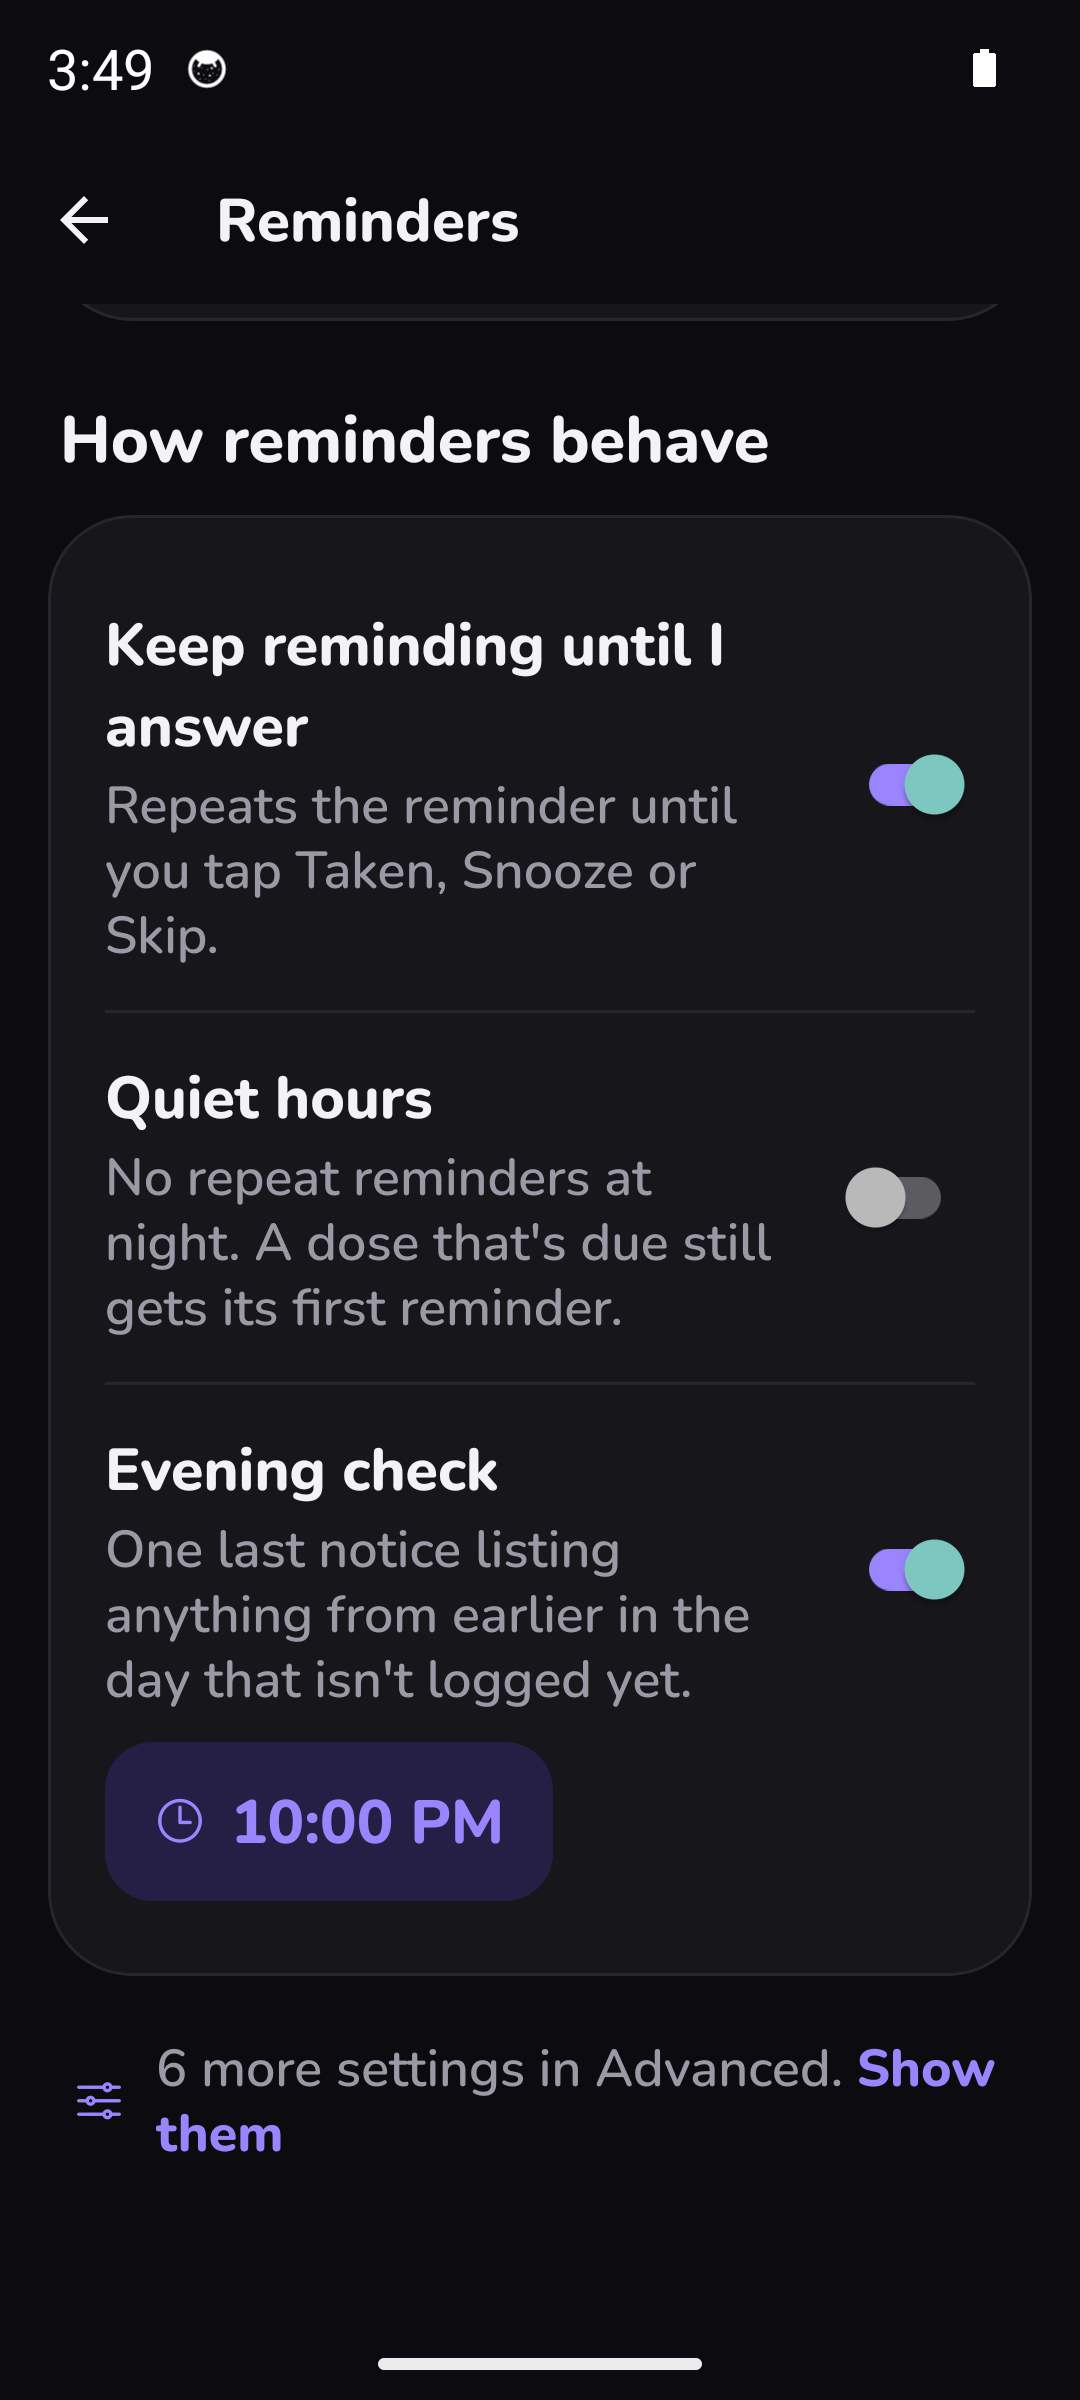 3:49
Reminders
How reminders behave
Keep reminding until I
answer
Repeats the reminder until
you tap Taken, Snooze or
Skip.
Quiet hours
No repeat reminders at
night. A dose that's due still
gets its first reminder.
Evening check
One last notice listing
anything from earlier in the
day that isn't logged yet.
10:00 PM
6 more settings in Advanced. Show
them